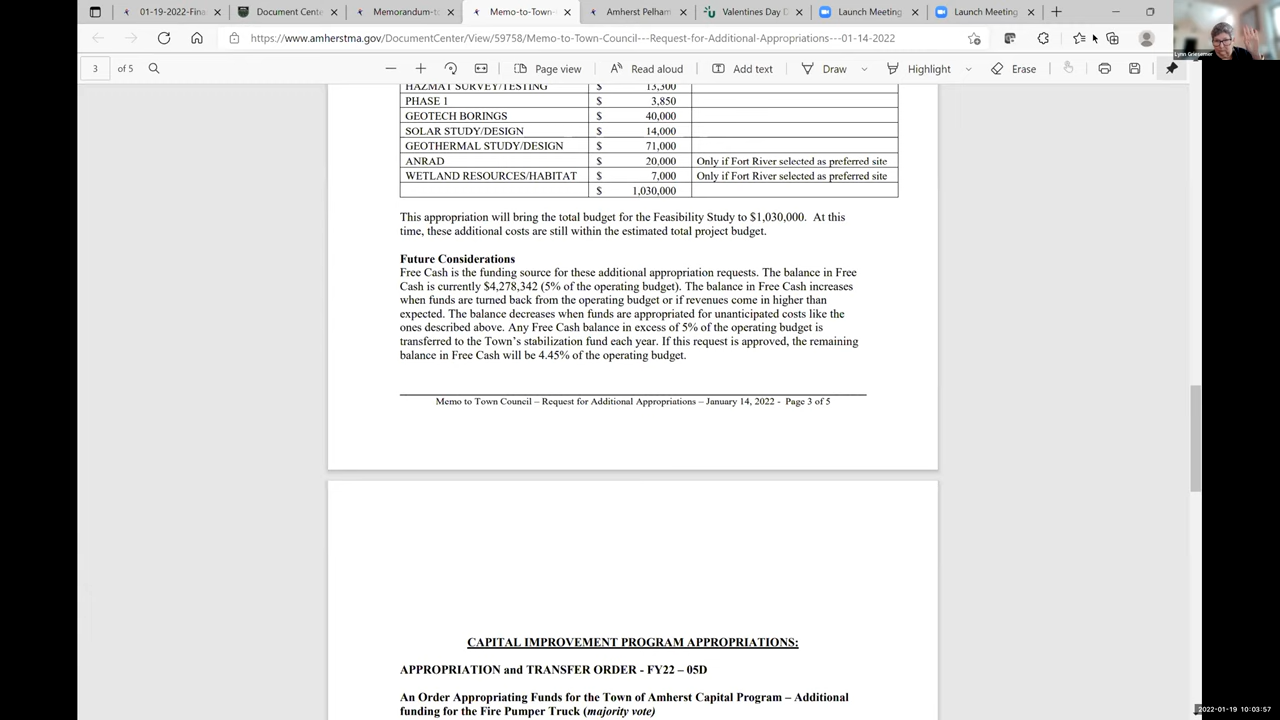 01-19-2022-Fina
Document Cente
Memorandum-to
Memo-to-Town-
Amherst Pelham
Valentines Day D
Launch Meeting
Launch Meeting
https://www.amherstma.gov/DocumentCenter/View/59758/Memo-to-Town-Council---Request-for-Additional-Appropriations---01-14-2022
Lynn Griesemer
3 of 5
Page view
Read aloud
Add text
Draw
Highlight
Erase
HAZMAT SURVEY/TESTING $ 13,300
PHASE 1 $ 3,850
GEOTECH BORINGS $ 40,000
SOLAR STUDY/DESIGN $ 14,000
GEOTHERMAL STUDY/DESIGN $ 71,000
ANRAD $ 20,000 Only if Fort River selected as preferred site
WETLAND RESOURCES/HABITAT $ 7,000 Only if Fort River selected as preferred site
$ 1,030,000
This appropriation will bring the total budget for the Feasibility Study to $1,030,000. At this
time, these additional costs are still within the estimated total project budget.
Future Considerations
Free Cash is the funding source for these additional appropriation requests. The balance in Free
Cash is currently $4,278,342 (5% of the operating budget). The balance in Free Cash increases
when funds are turned back from the operating budget or if revenues come in higher than
expected. The balance decreases when funds are appropriated for unanticipated costs like the
ones described above. Any Free Cash balance in excess of 5% of the operating budget is
transferred to the Town's stabilization fund each year. If this request is approved, the remaining
balance in Free Cash will be 4.45% of the operating budget.
Memo to Town Council – Request for Additional Appropriations – January 14, 2022 - Page 3 of 5
CAPITAL IMPROVEMENT PROGRAM APPROPRIATIONS:
APPROPRIATION and TRANSFER ORDER - FY22 – 05D
An Order Appropriating Funds for the Town of Amherst Capital Program – Additional
funding for the Fire Pumper Truck (majority vote)
2022-01-19 10:03:57